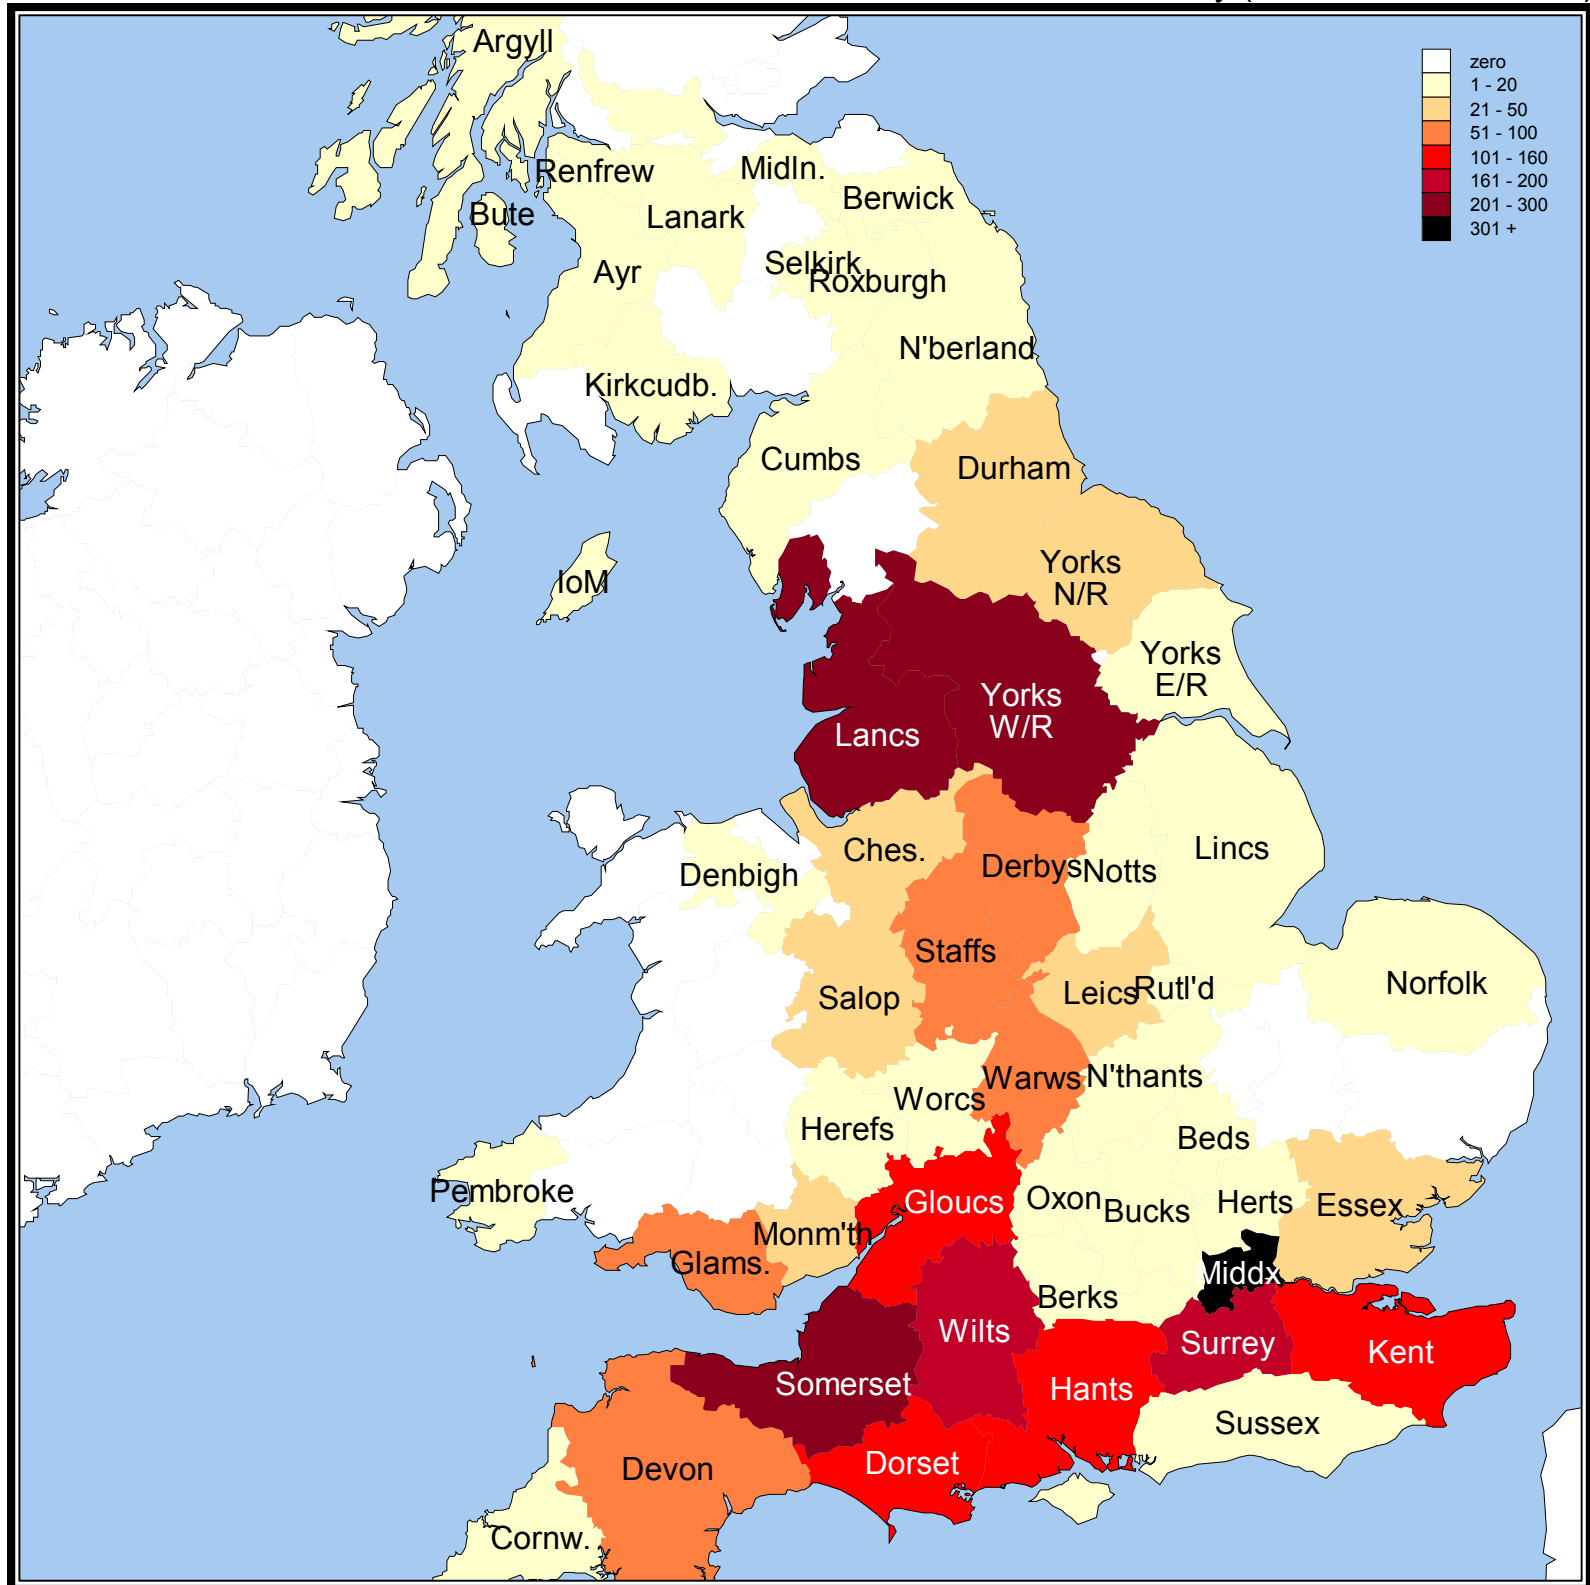 Argyll
zero
1 - 20
21 - 50
51 - 100
101 - 160
161 - 200
201 - 300
301 +
Renfrew
Midln.
Berwick
Bute
Lanark
Ayr
Selkirk
Roxburgh
N'berland
Kirkcudb.
Cumbs
Durham
IoM
Yorks
N/R
Yorks
E/R
Yorks
W/R
Lancs
Ches.
Denbigh
Derbys
Notts
Lincs
Staffs
Salop
Leics
Rutl'd
Norfolk
Warws
N'thants
Worcs
Herefs
Beds
Pembroke
Gloucs
Oxon
Bucks
Herts
Essex
Monm'th
Glams.
Middx
Berks
Wilts
Surrey
Kent
Somerset
Hants
Sussex
Dorset
Devon
Cornw.